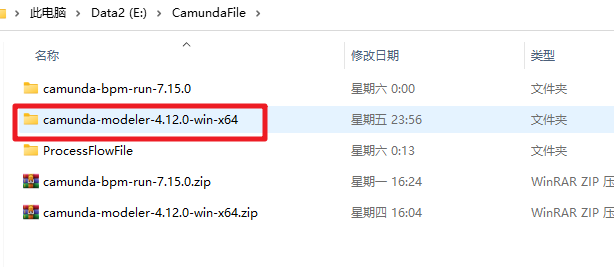 此电脑 > Data2 (E:) > CamundaFile
名称 修改日期 类型
camunda-bpm-run-7.15.0 星期六 0:00 文件夹
camunda-modeler-4.12.0-win-x64 星期五 23:56 文件夹
ProcessFlowFile 星期六 0:13 文件夹
camunda-bpm-run-7.15.0.zip 星期一 16:24 WinRAR ZIP 压
camunda-modeler-4.12.0-win-x64.zip 星期四 16:04 WinRAR ZIP 压